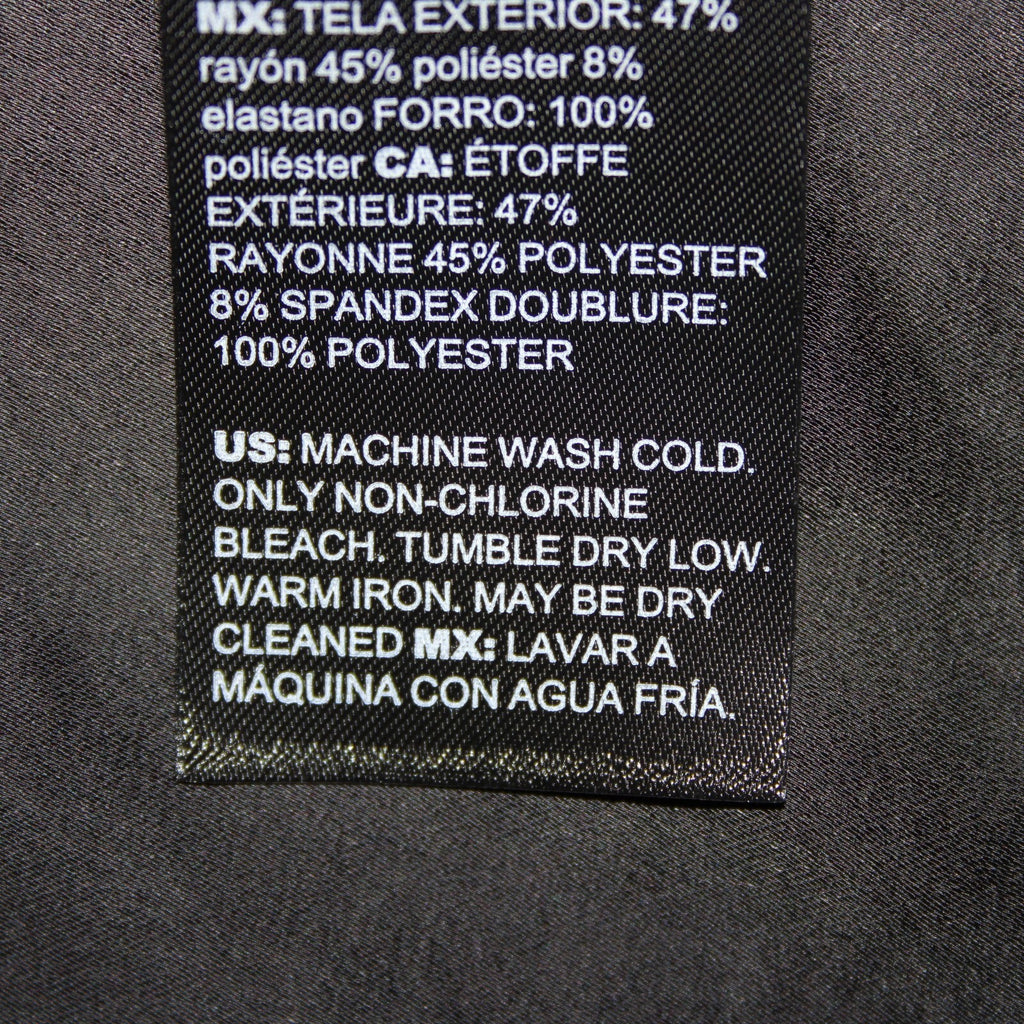 MX: TELA EXTERIOR: 47%
rayón 45% poliéster 8%
elastano FORRO: 100%
poliéster CA: ÉTOFFE
EXTÉRIEURE: 47%
RAYONNE 45% POLYESTER
8% SPANDEX DOUBLURE:
100% POLYESTER
US: MACHINE WASH COLD.
ONLY NON-CHLORINE
BLEACH. TUMBLE DRY LOW.
WARM IRON. MAY BE DRY
CLEANED MX: LAVAR A
MÁQUINA CON AGUA FRÍA.